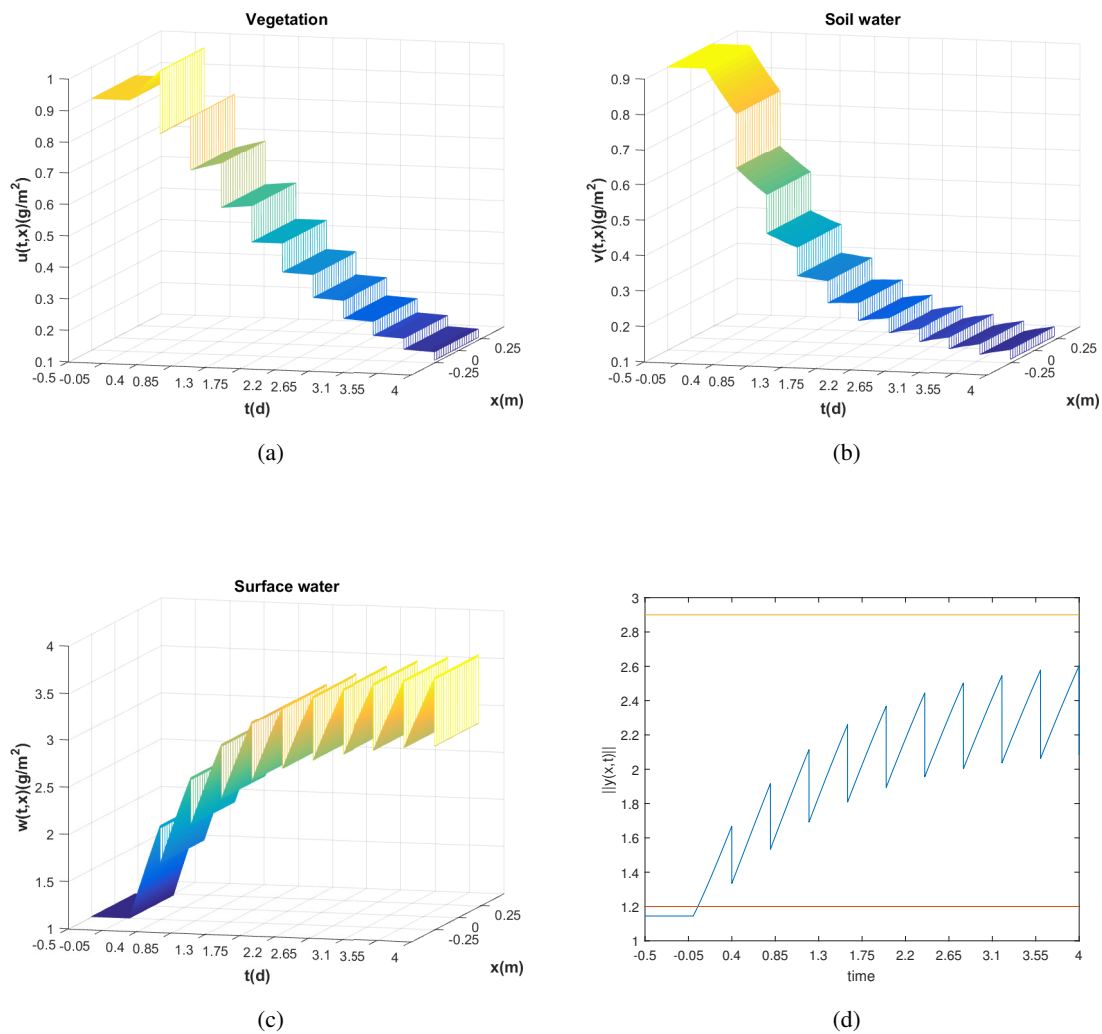 Vegetation
1
0.9
0.8
0.7
0.6
0.5
0.4
0.3
0.2
0.1
u(t,x)(g/m²)
-0.5 -0.05 0.4 0.85 1.3 1.75 2.2 2.65 3.1 3.55 4
t(d)
-0.25 0 0.25
x(m)
(a)
Soil water
0.9
0.8
0.7
0.6
0.5
0.4
0.3
0.2
0.1
v(t,x)(g/m²)
-0.5 -0.05 0.4 0.85 1.3 1.75 2.2 2.65 3.1 3.55 4
t(d)
-0.25 0 0.25
x(m)
(b)
Surface water
4
3.5
3
2.5
2
1.5
1
w(t,x)(g/m²)
-0.5 -0.05 0.4 0.85 1.3 1.75 2.2 2.65 3.1 3.55 4
t(d)
-0.25 0 0.25
x(m)
(c)
3
2.8
2.6
2.4
2.2
2
1.8
1.6
1.4
1.2
1
||y(x,t)||
-0.5 -0.05 0.4 0.85 1.3 1.75 2.2 2.65 3.1 3.55 4
time
(d)